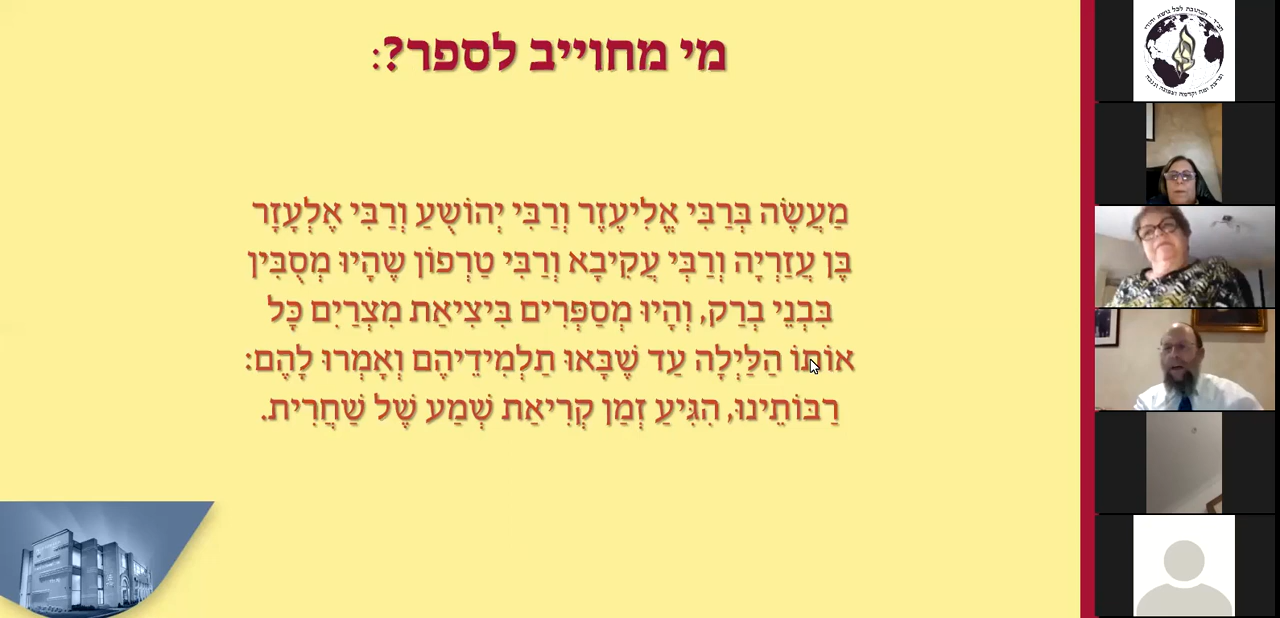 מי מחוייב לספר?:
מַעֲשֶׂה בְּרַבִּי אֱלִיעֶזֶר וְרַבִּי יְהוֹשֻׁעַ וְרַבִּי אֶלְעָזָר
בֶּן עֲזַרְיָה וְרַבִּי עֲקִיבָא וְרַבִּי טַרְפוֹן שֶׁהָיוּ מְסֻבִּין
בִּבְנֵי בְרַק, וְהָיוּ מְסַפְּרִים בִּיצִיאַת מִצְרַיִם כָּל
אוֹתוֹ הַלַּיְלָה עַד שֶׁבָּאוּ תַלְמִידֵיהֶם וְאָמְרוּ לָהֶם:
רַבּוֹתֵינוּ, הִגִּיעַ זְמַן קְרִיאַת שְׁמַע שֶׁל שַׁחֲרִית.